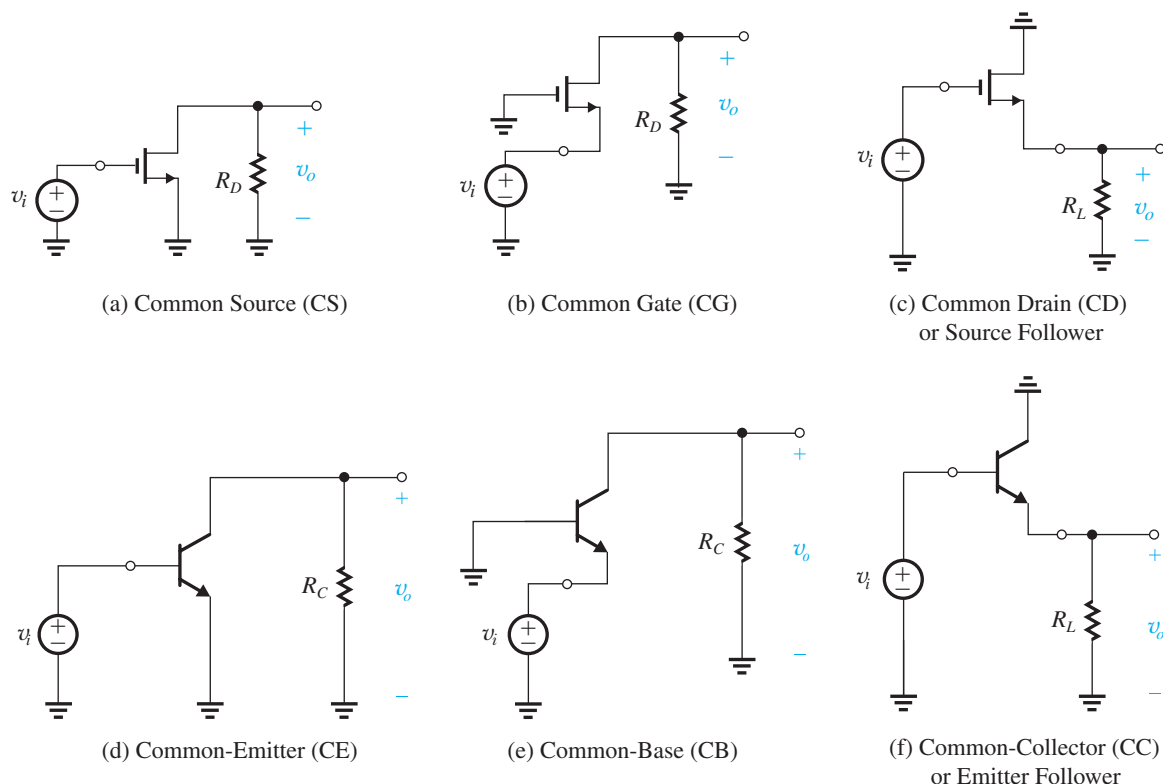 +
v_o
−
R_D
v_i
+
−
(a) Common Source (CS)
+
v_o
−
R_D
v_i
+
−
(b) Common Gate (CG)
v_i
+
−
R_L
+
v_o
−
(c) Common Drain (CD)
or Source Follower
+
v_o
−
R_C
v_i
+
−
(d) Common-Emitter (CE)
+
v_o
−
R_C
v_i
+
−
(e) Common-Base (CB)
v_i
+
−
R_L
+
v_o
−
(f) Common-Collector (CC)
or Emitter Follower